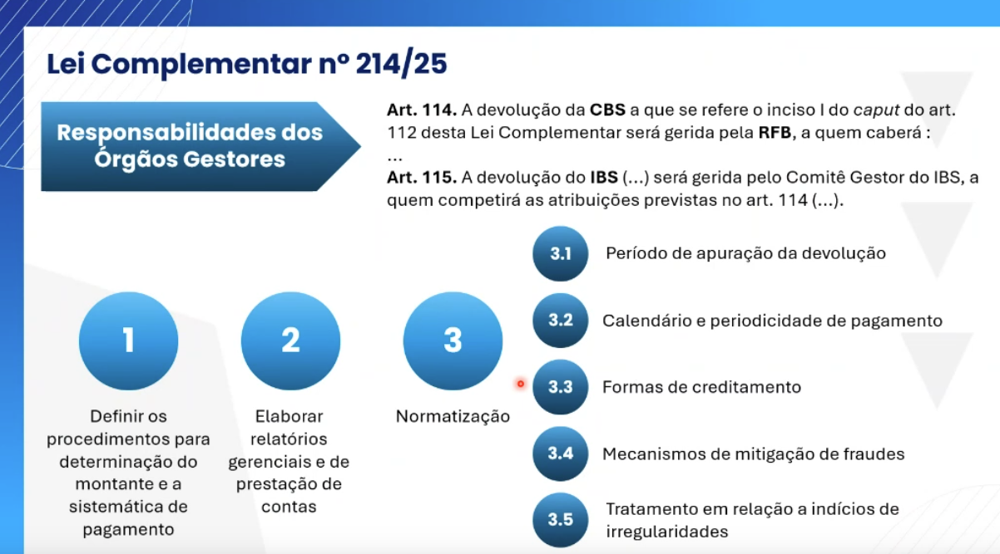 Lei Complementar nº 214/25
Responsabilidades dos
Órgãos Gestores
Art. 114. A devolução da CBS a que se refere o inciso I do caput do art.
112 desta Lei Complementar será gerida pela RFB, a quem caberá :
...
Art. 115. A devolução do IBS (...) será gerida pelo Comitê Gestor do IBS, a
quem competirá as atribuições previstas no art. 114 (...).
1
Definir os
procedimentos para
determinação do
montante e a
sistemática de
pagamento
2
Elaborar
relatórios
gerenciais e de
prestação de
contas
3
Normatização
3.1 Período de apuração da devolução
3.2 Calendário e periodicidade de pagamento
3.3 Formas de creditamento
3.4 Mecanismos de mitigação de fraudes
3.5 Tratamento em relação a indícios de
irregularidades